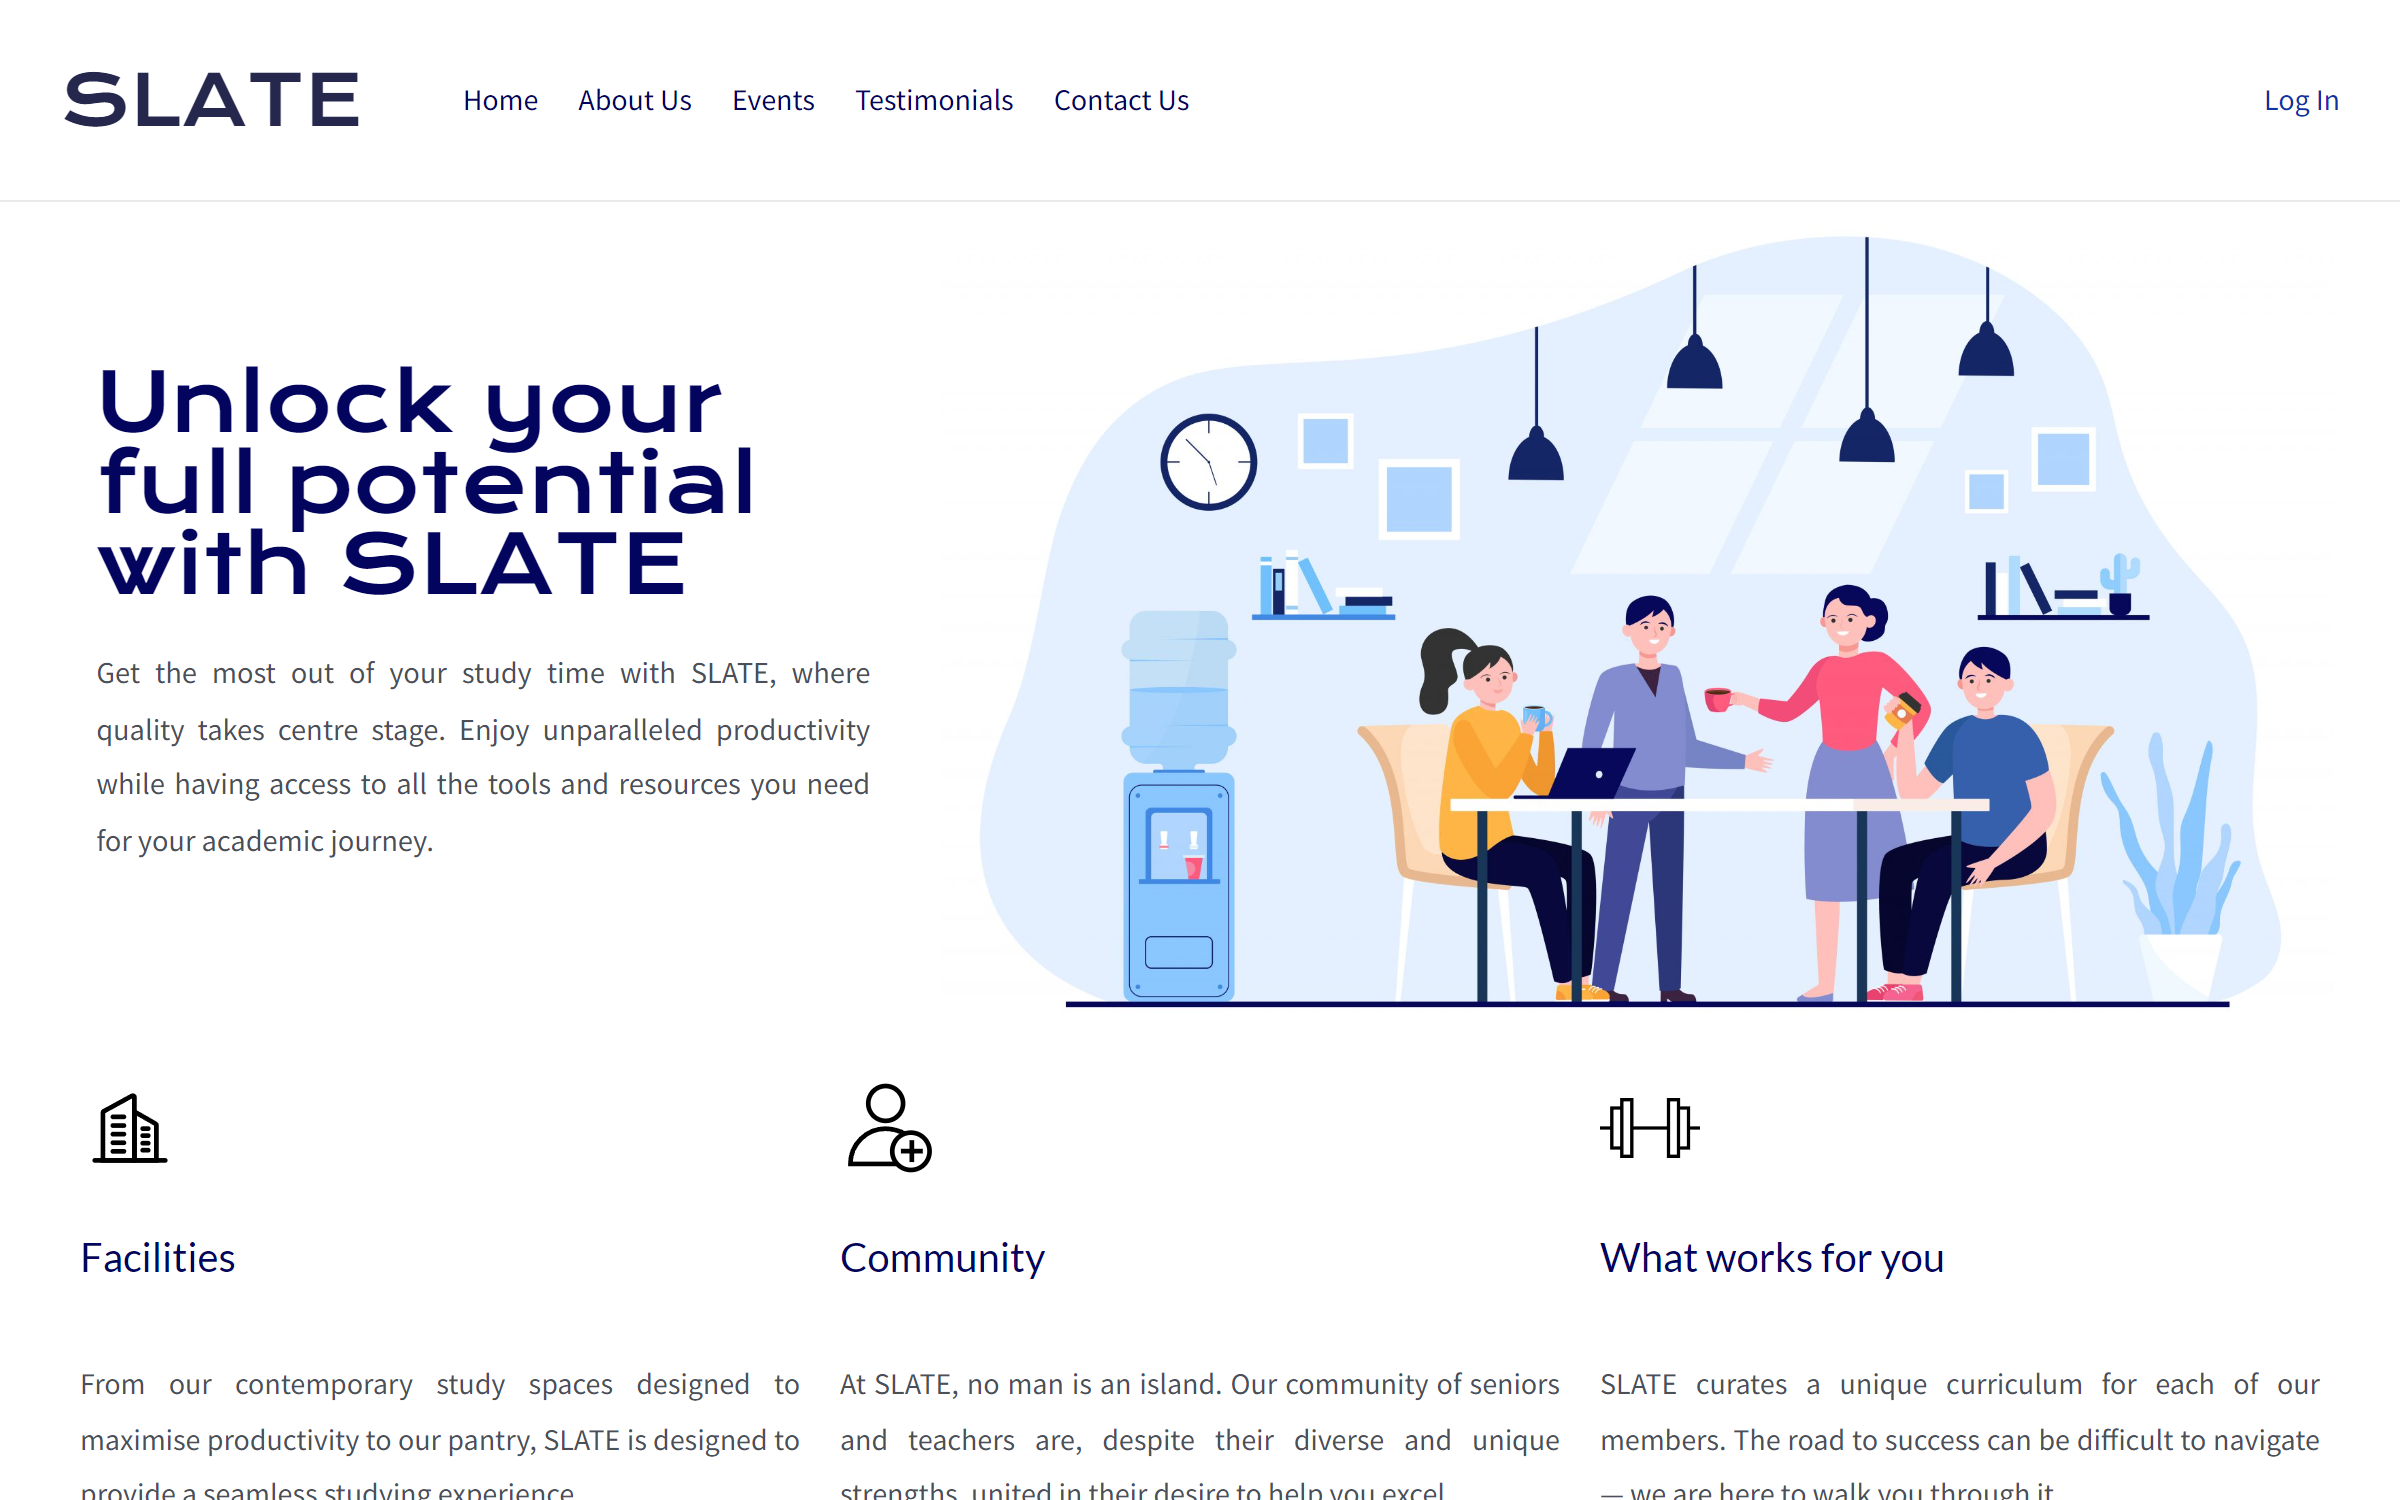 SLATE
Home About Us Events Testimonials Contact Us
Log In
Unlock your
full potential
with SLATE
Get the most out of your study time with SLATE, where
quality takes centre stage. Enjoy unparalleled productivity
while having access to all the tools and resources you need
for your academic journey.
Facilities
From our contemporary study spaces designed to
maximise productivity to our pantry, SLATE is designed to
provide a seamless studying experience
Community
At SLATE, no man is an island. Our community of seniors
and teachers are, despite their diverse and unique
strengths, united in their desire to help you excel
What works for you
SLATE curates a unique curriculum for each of our
members. The road to success can be difficult to navigate
— we are here to walk you through it